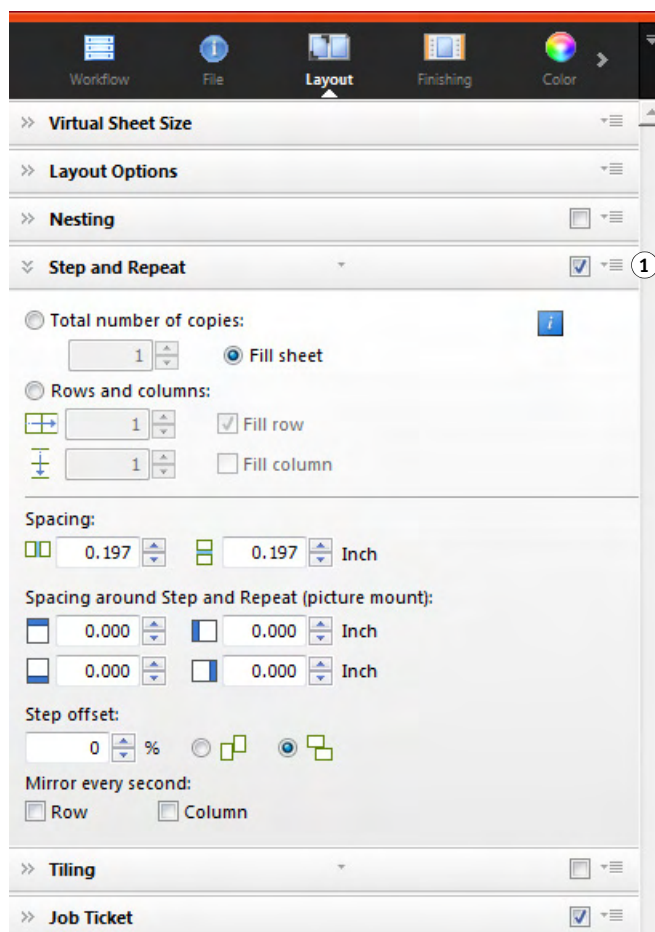 Workflow File Layout Finishing Color
Virtual Sheet Size
Layout Options
Nesting
Step and Repeat 1
Total number of copies: i
1 Fill sheet
Rows and columns:
1 Fill row
1 Fill column
Spacing:
0.197 0.197 Inch
Spacing around Step and Repeat (picture mount):
0.000 0.000 Inch
0.000 0.000 Inch
Step offset:
0 %
Mirror every second:
Row Column
Tiling
Job Ticket